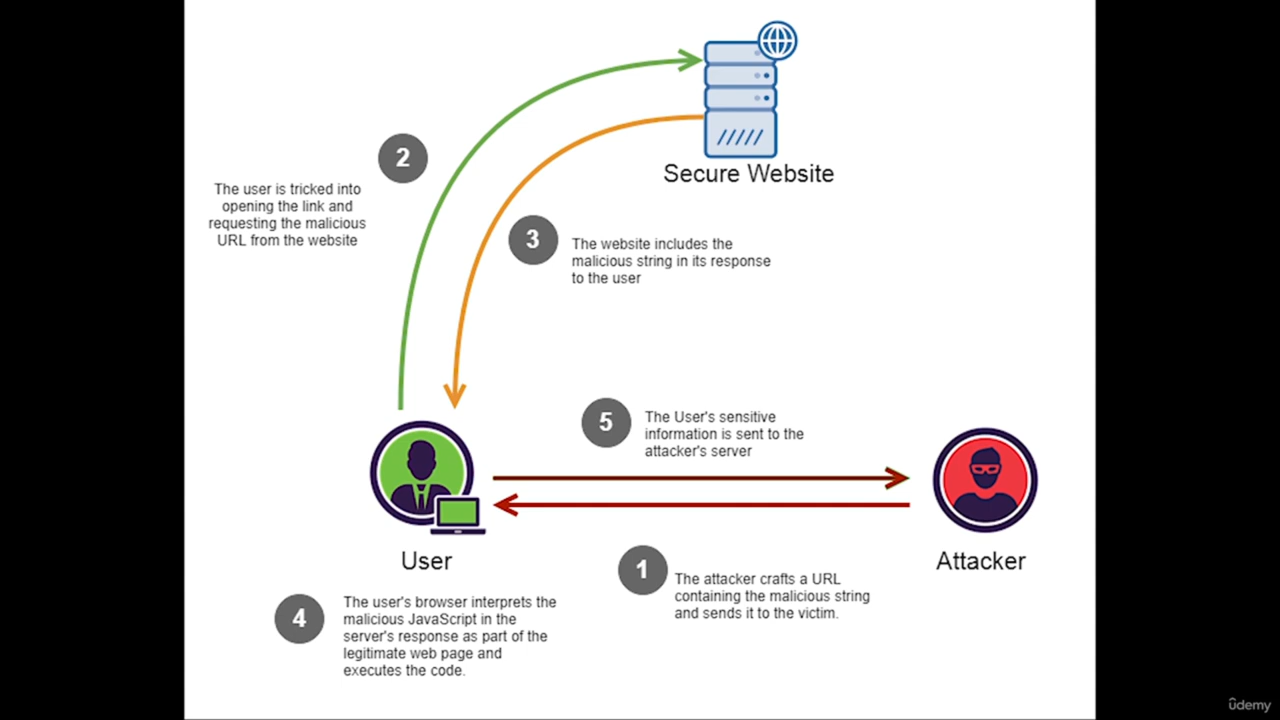 Secure Website
2
The user is tricked into
opening the link and
requesting the malicious
URL from the website
3
The website includes the
malicious string in its response
to the user
5
The User's sensitive
information is sent to the
attacker's server
User
Attacker
1
The attacker crafts a URL
containing the malicious string
and sends it to the victim.
4
The user's browser interprets the
malicious JavaScript in the
server's response as part of the
legitimate web page and
executes the code.
ûdemy